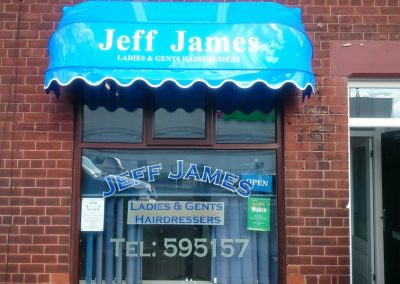 Jeff James
LADIES & GENTS HAIRDRESSERS
JEFF JAMES
OPEN
LADIES & GENTS
HAIRDRESSERS
TEL: 595157